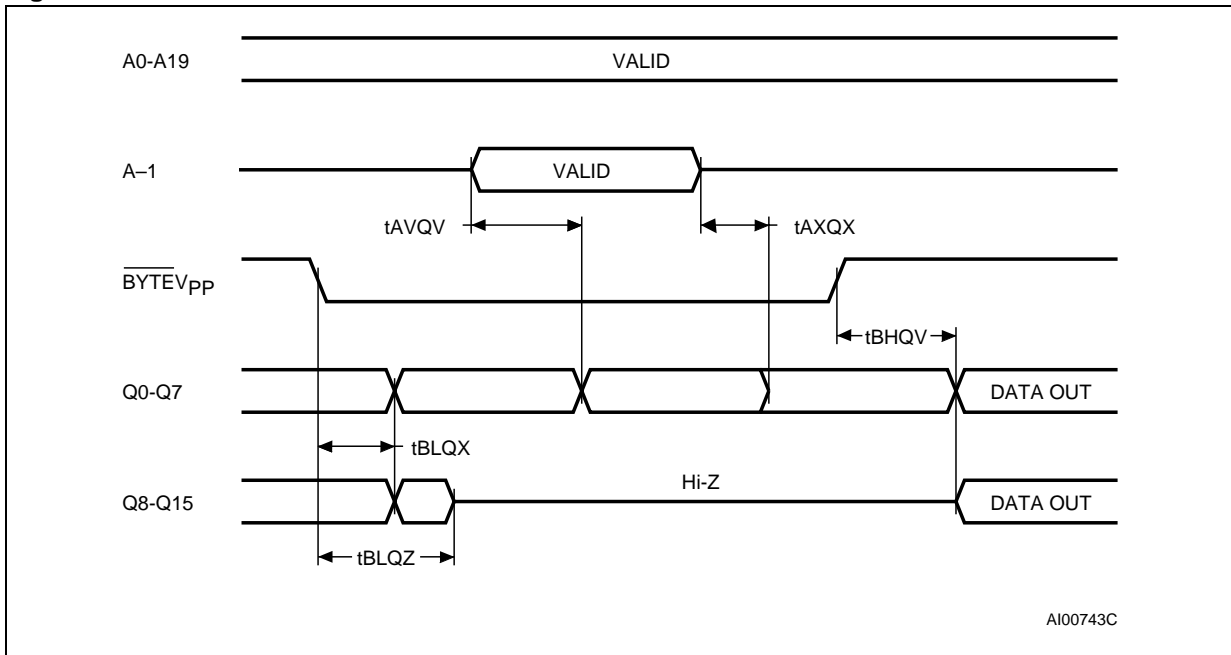 A0-A19 VALID
A–1 VALID
tAVQV tAXQX
BYTEVPP
tBHQV
Q0-Q7 DATA OUT
tBLQX
Hi-Z
Q8-Q15 DATA OUT
tBLQZ
AI00743C